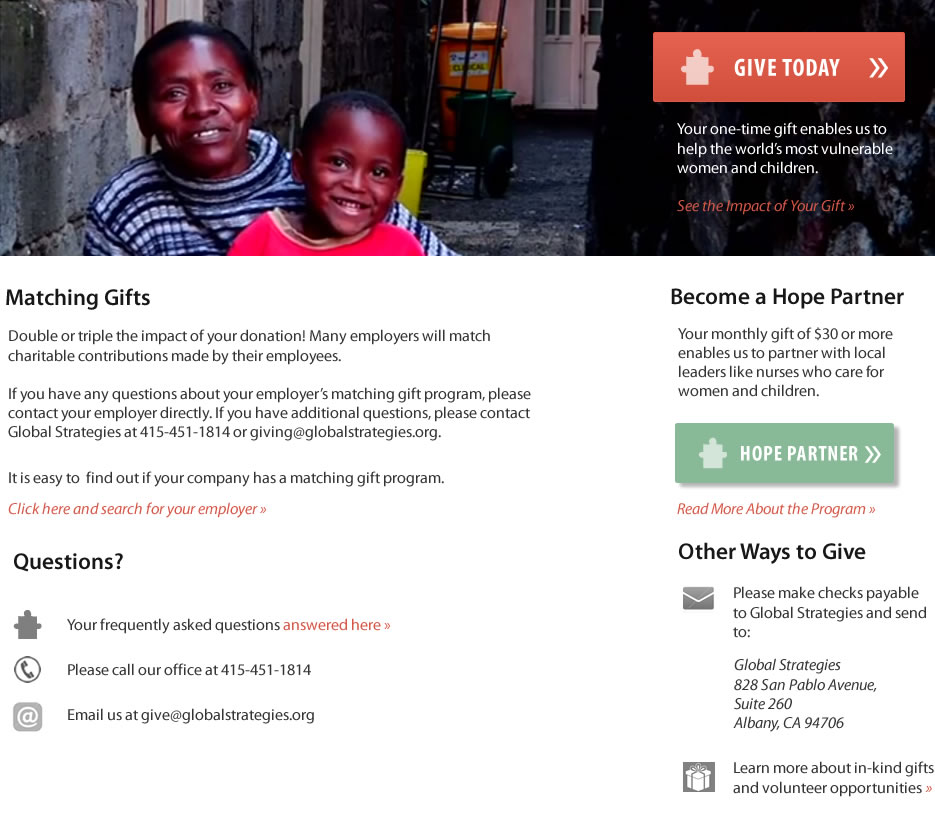 GIVE TODAY »
Your one-time gift enables us to
help the world's most vulnerable
women and children.
See the Impact of Your Gift »
Matching Gifts
Double or triple the impact of your donation! Many employers will match
charitable contributions made by their employees.
If you have any questions about your employer's matching gift program, please
contact your employer directly. If you have additional questions, please contact
Global Strategies at 415-451-1814 or giving@globalstrategies.org.
It is easy to  find out if your company has a matching gift program.
Click here and search for your employer »
Questions?
Your frequently asked questions answered here »
Please call our office at 415-451-1814
@
Email us at give@globalstrategies.org
Become a Hope Partner
Your monthly gift of $30 or more
enables us to partner with local
leaders like nurses who care for
women and children.
HOPE PARTNER »
Read More About the Program »
Other Ways to Give
Please make checks payable
to Global Strategies and send
to:
Global Strategies
828 San Pablo Avenue,
Suite 260
Albany, CA 94706
Learn more about in-kind gifts
and volunteer opportunities »